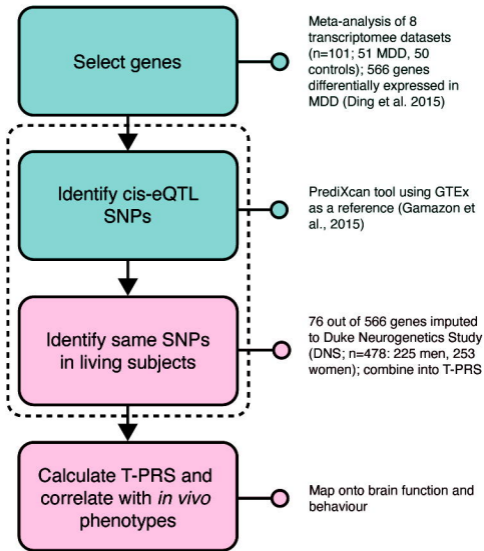 Select genes
Meta-analysis of 8
transcriptomee datasets
(n=101; 51 MDD, 50
controls); 566 genes
differentially expressed in
MDD (Ding et al. 2015)
Identify cis-eQTL
SNPs
PrediXcan tool using GTEx
as a reference (Gamazon
et al., 2015)
Identify same SNPs
in living subjects
76 out of 566 genes imputed
to Duke Neurogenetics Study
(DNS; n=478: 225 men, 253
women); combine into T-PRS
Calculate T-PRS and
correlate with in vivo
phenotypes
Map onto brain function and
behaviour